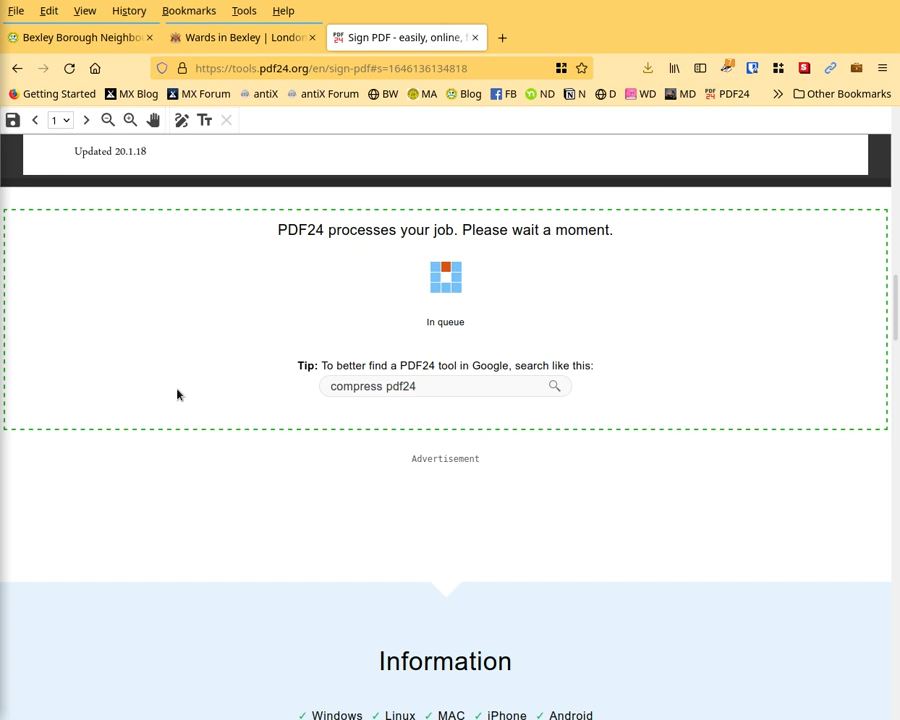 File Edit View History Bookmarks Tools Help
Bexley Borough Neighbo
Wards in Bexley | London
Sign PDF - easily, online, f
https://tools.pdf24.org/en/sign-pdf#s=1646136134818
Getting Started MX Blog MX Forum antiX antiX Forum BW MA Blog FB ND N D WD MD PDF24 Other Bookmarks
1
Updated 20.1.18
PDF24 processes your job. Please wait a moment.
In queue
Tip: To better find a PDF24 tool in Google, search like this:
compress pdf24
Advertisement
Information
✓ Windows ✓ Linux ✓ MAC ✓ iPhone ✓ Android